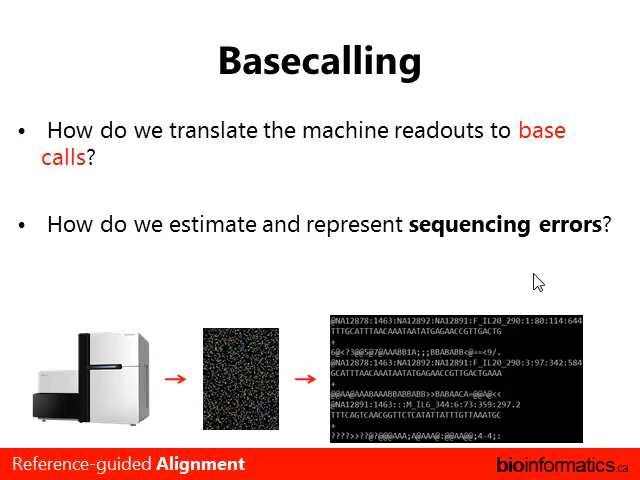 Basecalling
• How do we translate the machine readouts to base
calls?
• How do we estimate and represent sequencing errors?
@NA12878:1463:NA12892:NA12891:F_IL20_290:1:80:114:644
TTTGCATTTAACAAATAATATGAGAACCGTTGACTG
+
6@<?3@@5@7@AAABB1A;;;BBABABB<@==<9/.
@NA12878:1463:NA12892:NA12891:F_IL20_290:3:97:342:584
GCATTTAACAAATAATATGAGAACCGTTGACTGAAA
+
@@AA@AAABAAABBABBABB>>BABAACA=@@A@<<
@NA12891:1463:::M_IL6_344:6:73:359:297.2
TTTCAGTCAACGGTTCTCATATTATTTGTTAAATGC
+
????>>??@?@@@AAA;A@AAA@:@@AA@@;4-4;:
Reference-guided Alignment
bioinformatics.ca